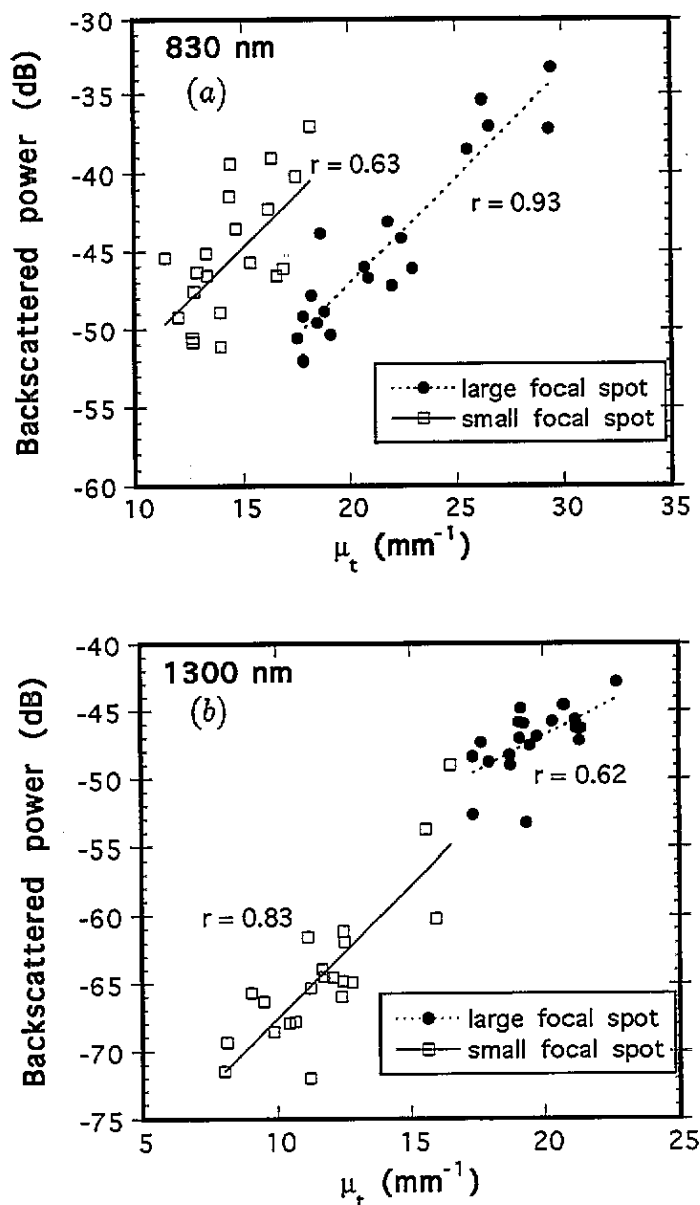 830 nm
(a)
r = 0.63
r = 0.93
large focal spot
small focal spot
Backscattered power (dB)
-30
-35
-40
-45
-50
-55
-60
10
15
20
25
30
35
μt (mm-1)
1300 nm
(b)
r = 0.62
r = 0.83
large focal spot
small focal spot
Backscattered power (dB)
-40
-45
-50
-55
-60
-65
-70
-75
5
10
15
20
25
μt (mm-1)